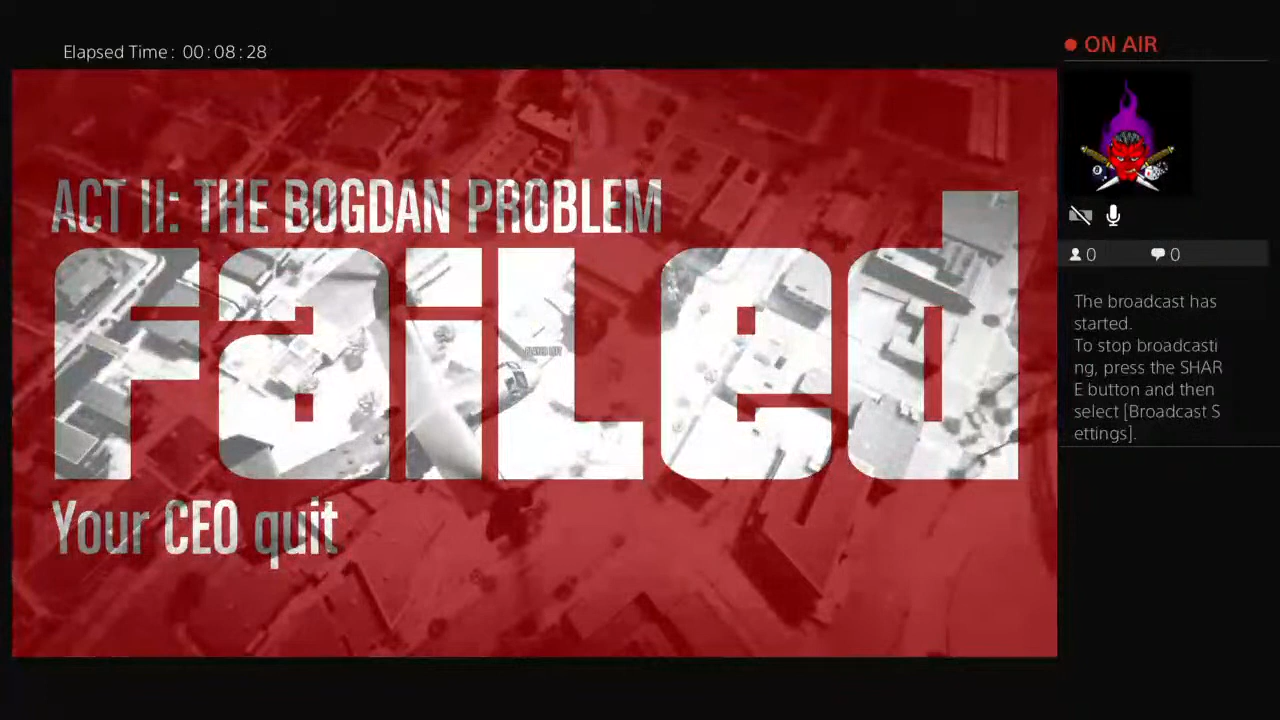 Elapsed Time: 00:08:28
ON AIR
ACT II: THE BOGDAN PROBLEM
FaiLed
Your CEO quit
0
0
The broadcast has
started.
To stop broadcasti
ng, press the SHAR
E button and then
select [Broadcast S
ettings].